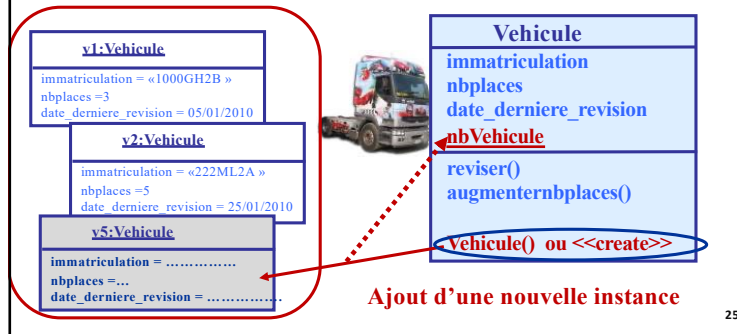 v1:Vehicule
immatriculation = «1000GH2B »
nbplaces =3
date_derniere_revision = 05/01/2010
v2:Vehicule
immatriculation = «222ML2A »
nbplaces =5
date_derniere_revision = 25/01/2010
v5:Vehicule
immatriculation = ……………
nbplaces =…
date_derniere_revision = …………….
Vehicule
immatriculation
nbplaces
date_derniere_revision
nbVehicule
reviser()
augmenternbplaces()
Vehicule() ou <<create>>
Ajout d’une nouvelle instance
25